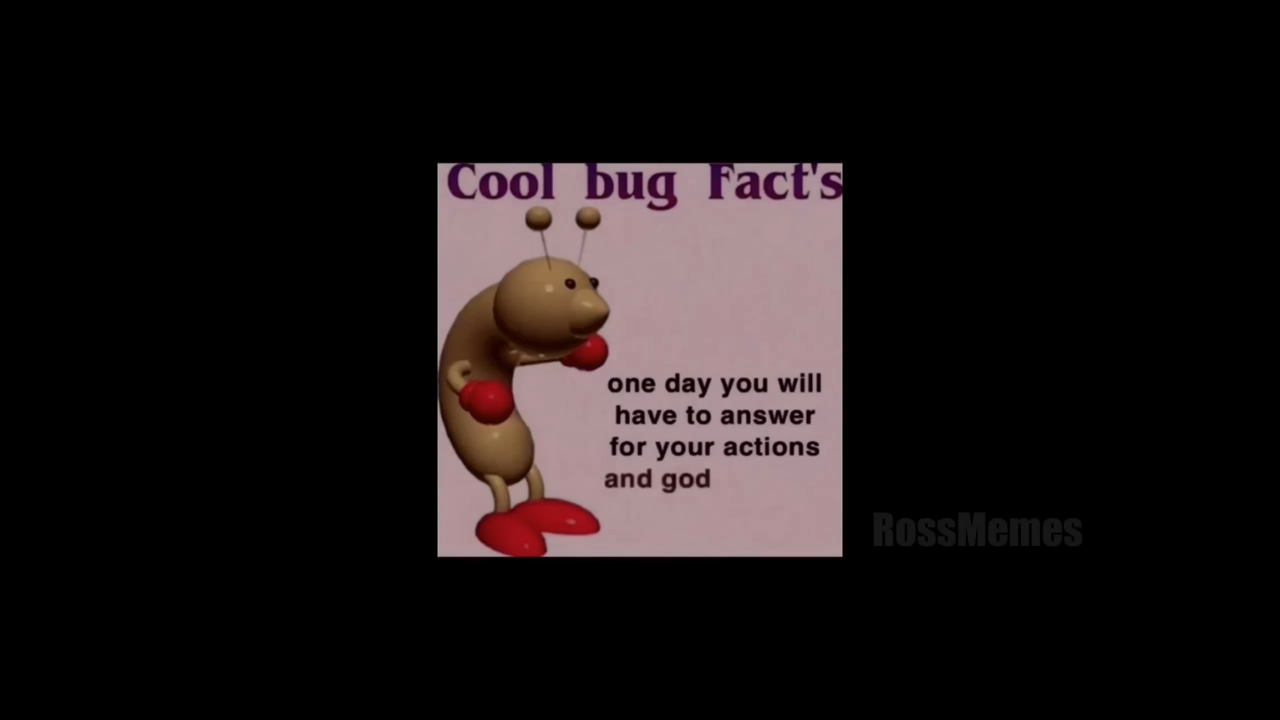 Cool bug Fact's
one day you will
have to answer
for your actions
and god
RossMemes